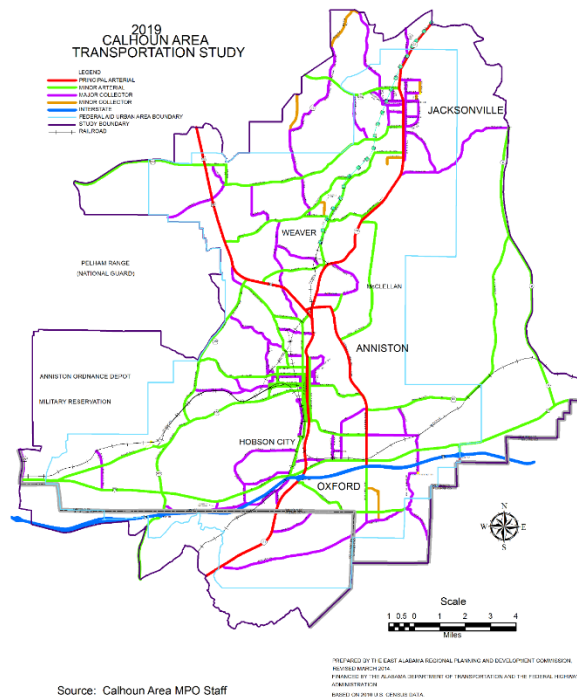 2019
CALHOUN AREA
TRANSPORTATION STUDY
LEGEND
PRINCIPAL ARTERIAL
MINOR ARTERIAL
MAJOR COLLECTOR
MINOR COLLECTOR
INTERSTATE
FEDERAL AID URBAN AREA BOUNDARY
STUDY BOUNDARY
RAILROAD
JACKSONVILLE
WEAVER
PELHAM RANGE
(NATIONAL GUARD)
McCLELLAN
ANNISTON
ANNISTON ORDNANCE DEPOT
MILITARY RESERVATION
HOBSON CITY
OXFORD
N
W E
S
Scale
1 0.5 0 1 2 3 4
Miles
PREPARED BY THE EAST ALABAMA REGIONAL PLANNING AND DEVELOPMENT COMMISSION,
REVISED MARCH 2014
FINANCED BY THE ALABAMA DEPARTMENT OF TRANSPORTATION AND THE FEDERAL HIGHWAY
ADMINISTRATION
BASED ON 2010 U.S. CENSUS DATA
Source: Calhoun Area MPO Staff